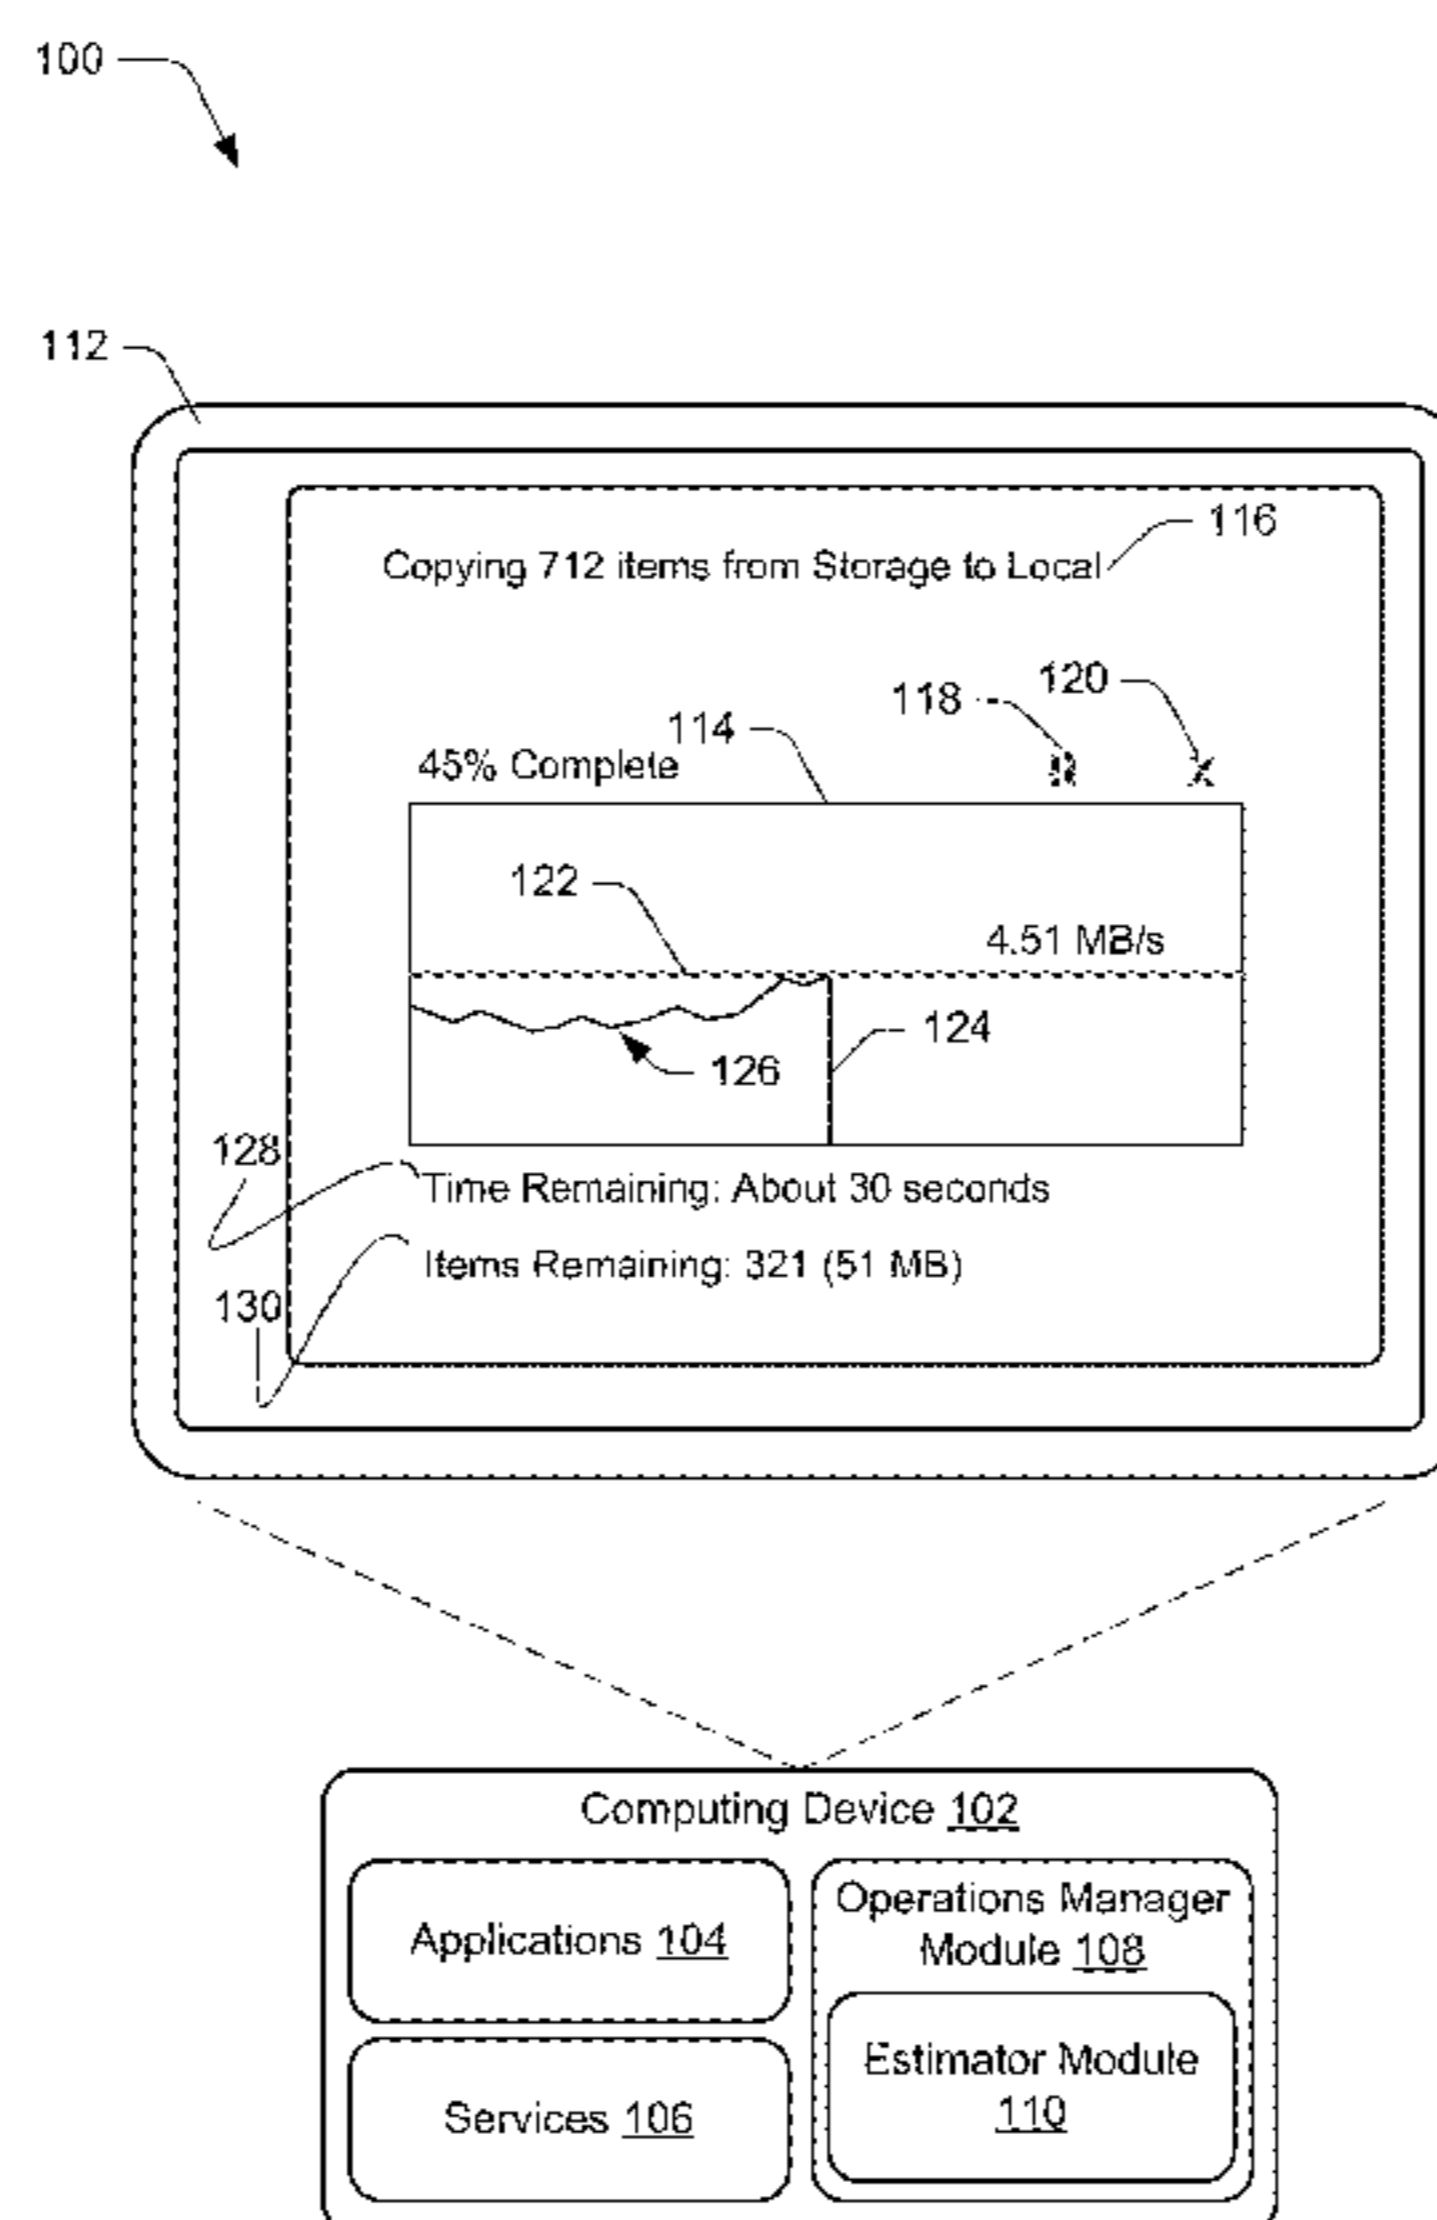 100
112
116
Copying 712 items from Storage to Local
120
118
114
45% Complete
122
4.51 MB/s
124
126
128
Time Remaining: About 30 seconds
Items Remaining: 321 (51 MB)
130
Computing Device 102
Applications 104
Operations Manager
Module 108
Services 106
Estimator Module
110